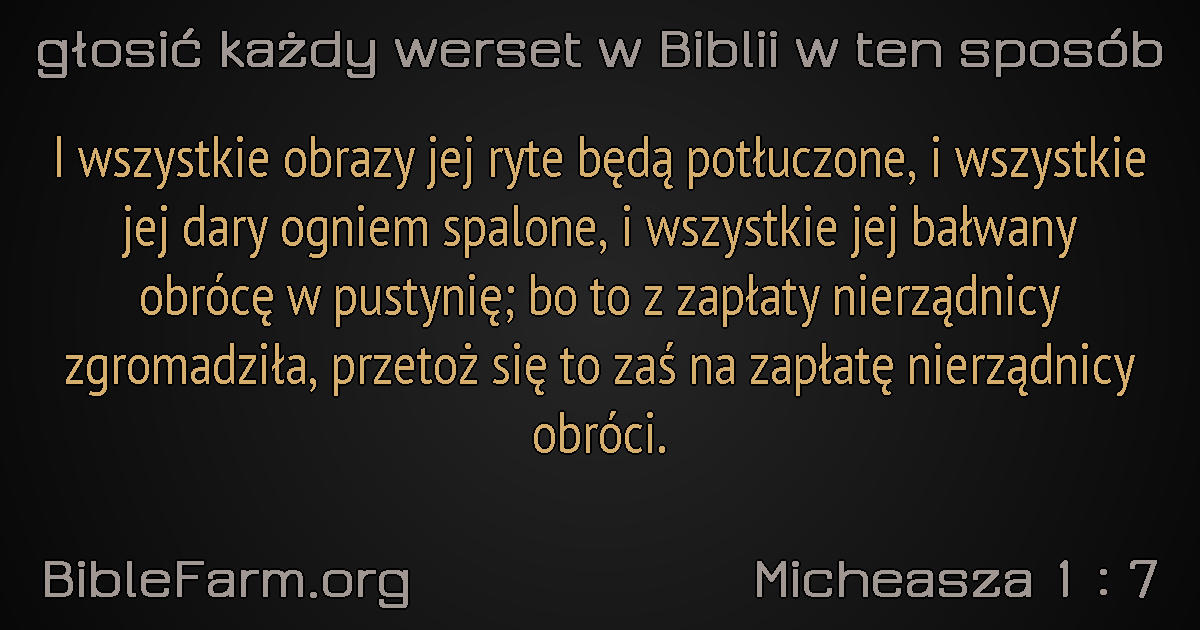 głosić każdy werset w Biblii w ten sposób
I wszystkie obrazy jej ryte będą potłuczone, i wszystkie
jej dary ogniem spalone, i wszystkie jej bałwany
obrócę w pustynię; bo to z zapłaty nierządnicy
zgromadziła, przetoż się to zaś na zapłatę nierządnicy
obróci.
BibleFarm.org
Micheasza 1 : 7